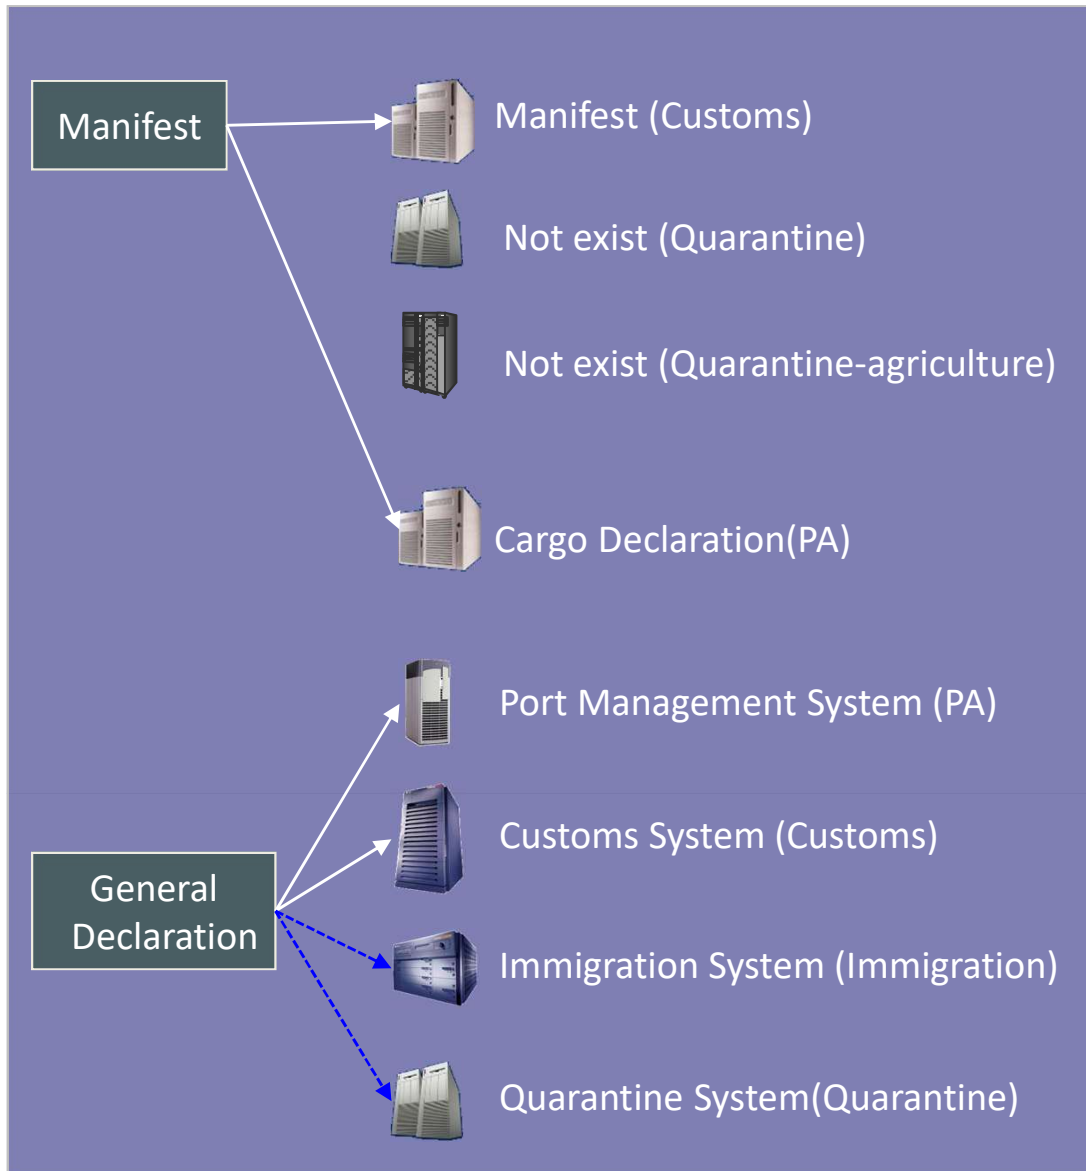 Manifest
Manifest (Customs)
Not exist (Quarantine)
Not exist (Quarantine-agriculture)
Cargo Declaration(PA)
Port Management System (PA)
Customs System (Customs)
General
Declaration
Immigration System (Immigration)
Quarantine System(Quarantine)